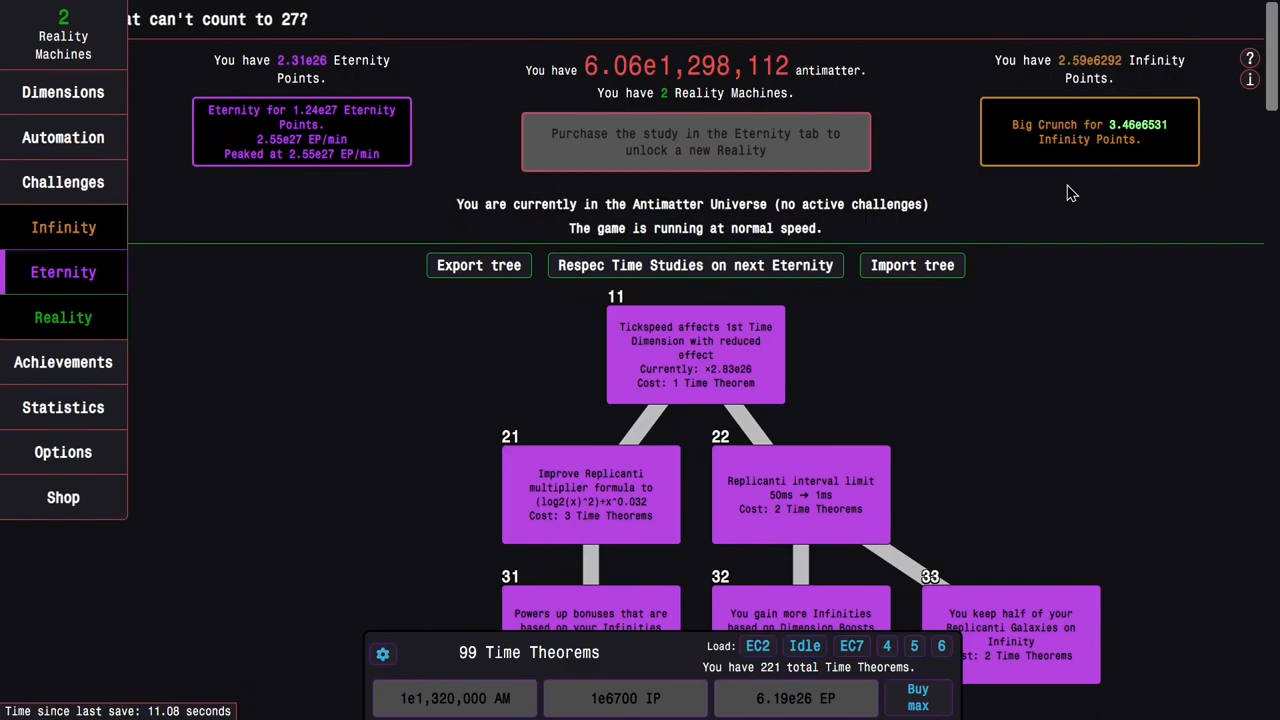 2
Reality
Machines
Dimensions
Automation
Challenges
Infinity
Eternity
Reality
Achievements
Statistics
Options
Shop
at can't count to 27?
You have 2.31e26 Eternity
Points.
Eternity for 1.24e27 Eternity
Points.
2.55e27 EP/min
Peaked at 2.55e27 EP/min
You have 6.06e1,298,112 antimatter.
You have 2 Reality Machines.
Purchase the study in the Eternity tab to
unlock a new Reality
You have 2.59e6292 Infinity
Points.
Big Crunch for 3.46e6531
Infinity Points.
?
i
You are currently in the Antimatter Universe (no active challenges)
The game is running at normal speed.
Export tree
Respec Time Studies on next Eternity
Import tree
11
Tickspeed affects 1st Time
Dimension with reduced
effect
Currently: ×2.83e26
Cost: 1 Time Theorem
21
Improve Replicanti
multiplier formula to
(log2(x)^2)+x^0.032
Cost: 3 Time Theorems
22
Replicanti interval limit
50ms ➜ 1ms
Cost: 2 Time Theorems
31
Powers up bonuses that are
based on your Infinities
32
You gain more Infinities
based on Dimension Boosts
33
You keep half of your
Replicanti Galaxies on
Infinity
st: 2 Time Theorems
99 Time Theorems
Load: EC2 Idle EC7 4 5 6
You have 221 total Time Theorems.
1e1,320,000 AM
1e6700 IP
6.19e26 EP
Buy
max
Time since last save: 11.08 seconds